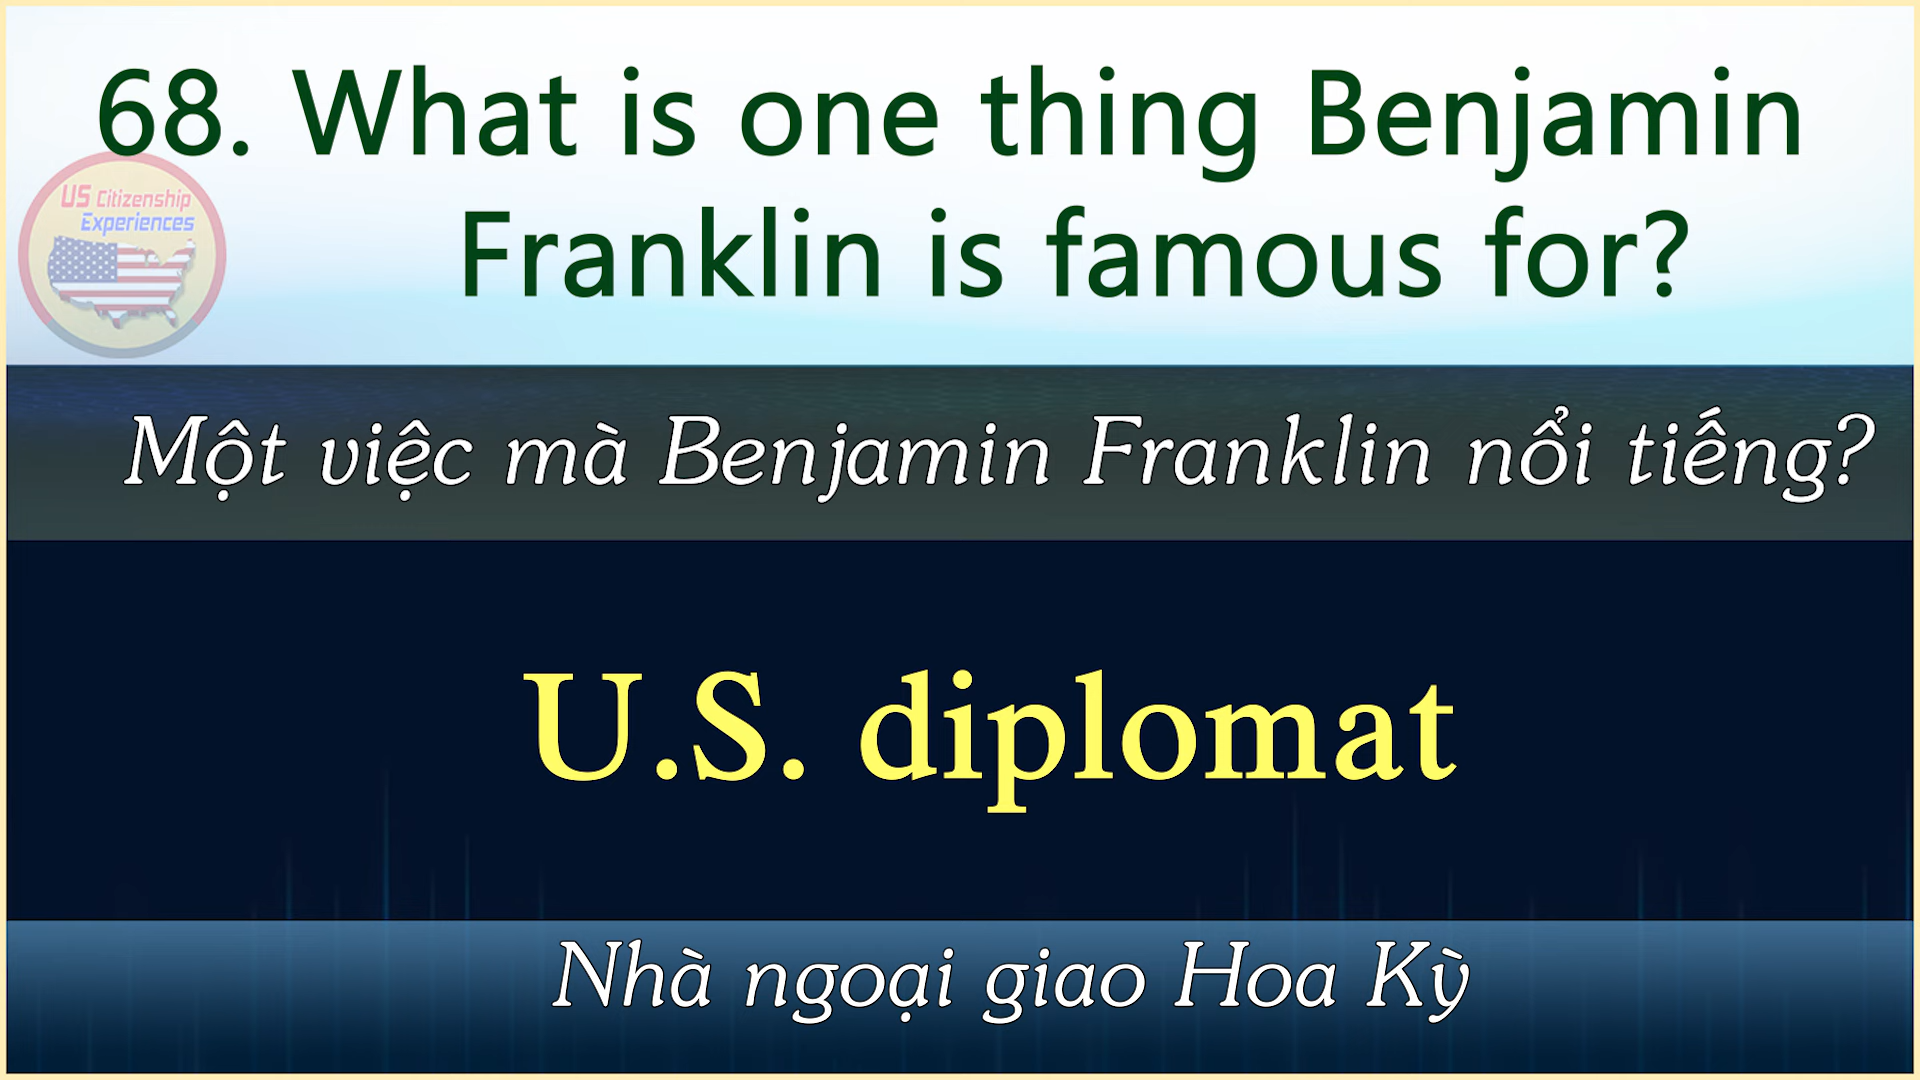 68. What is one thing Benjamin
Franklin is famous for?
US Citizenship
Experiences
Một việc mà Benjamin Franklin nổi tiếng?
U.S. diplomat
Nhà ngoại giao Hoa Kỳ